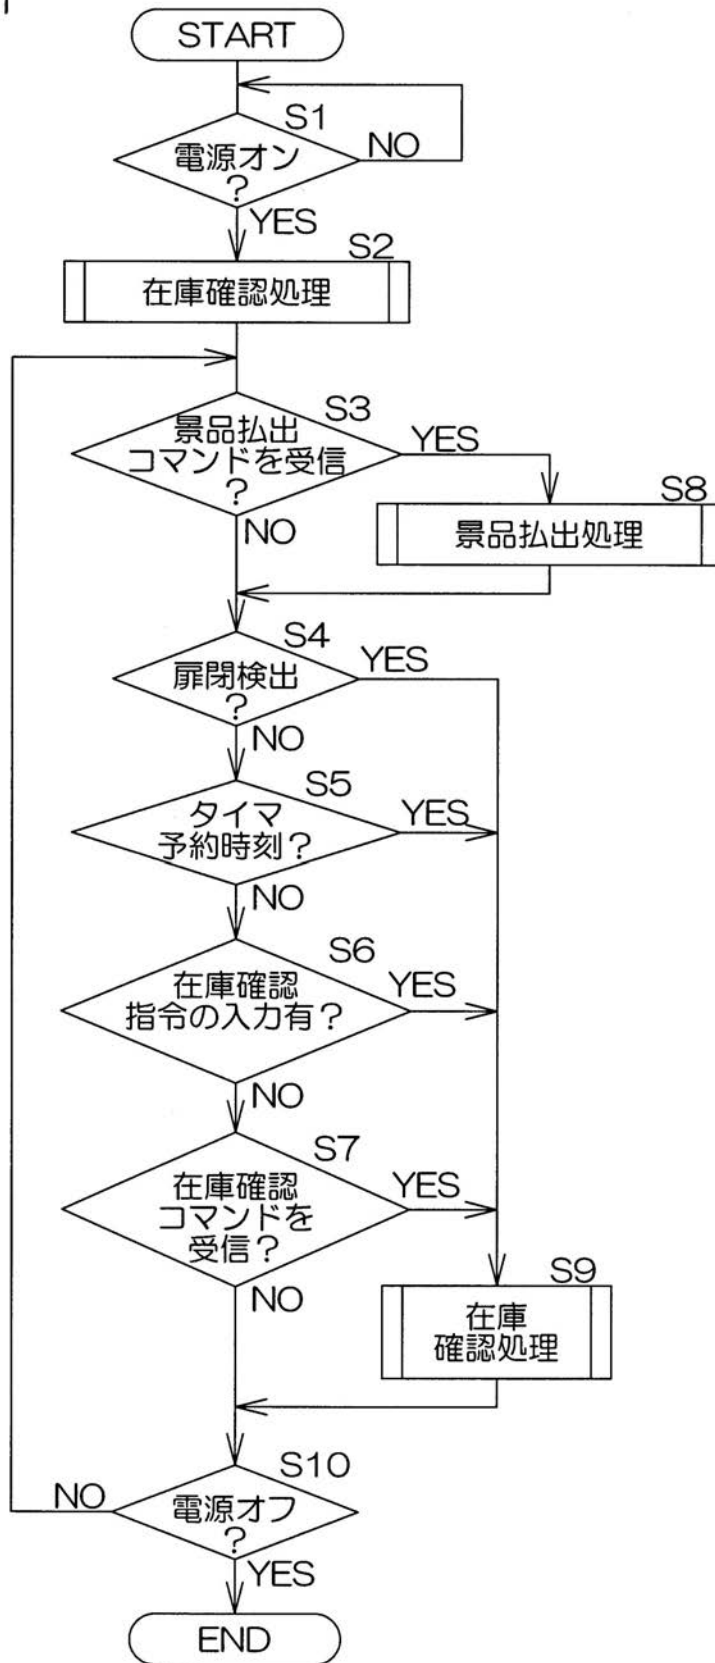 START
S1
電源オン
?
NO
YES
S2
在庫確認処理
S3
景品払出
コマンドを受信
?
YES
NO
S8
景品払出処理
S4
扉閉検出
?
YES
NO
S5
タイマ
予約時刻?
YES
NO
S6
在庫確認
指令の入力有?
YES
NO
S7
在庫確認
コマンドを
受信?
YES
NO
S9
在庫
確認処理
S10
電源オフ
?
NO
YES
END